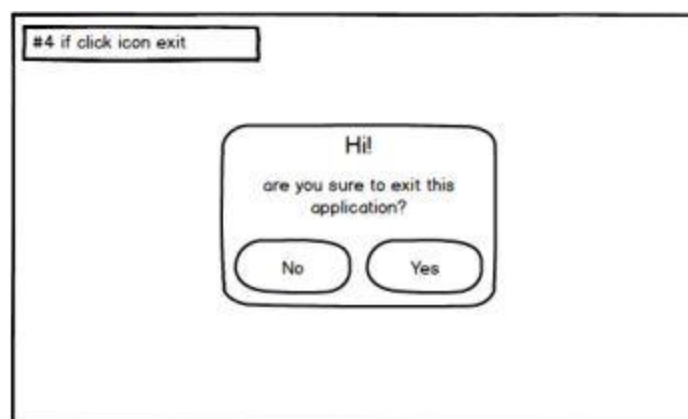 #4 if click icon exit
Hi!
are you sure to exit this
application?
No
Yes